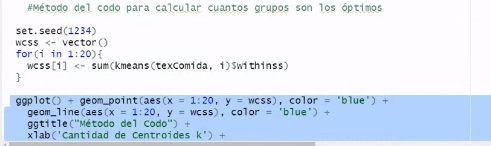 #Método del codo para calcular cuantos grupos son los óptimos
set.seed(1234)
wcss <- vector()
for(i in 1:20){
wcss[i] <- sum(kmeans(texComida, i)$withinss)
}
ggplot() + geom_point(aes(x = 1:20, y = wcss), color = 'blue') +
geom_line(aes(x = 1:20, y = wcss), color = 'blue') +
ggtitle("Método del Codo") +
xlab('Cantidad de Centroides k') +